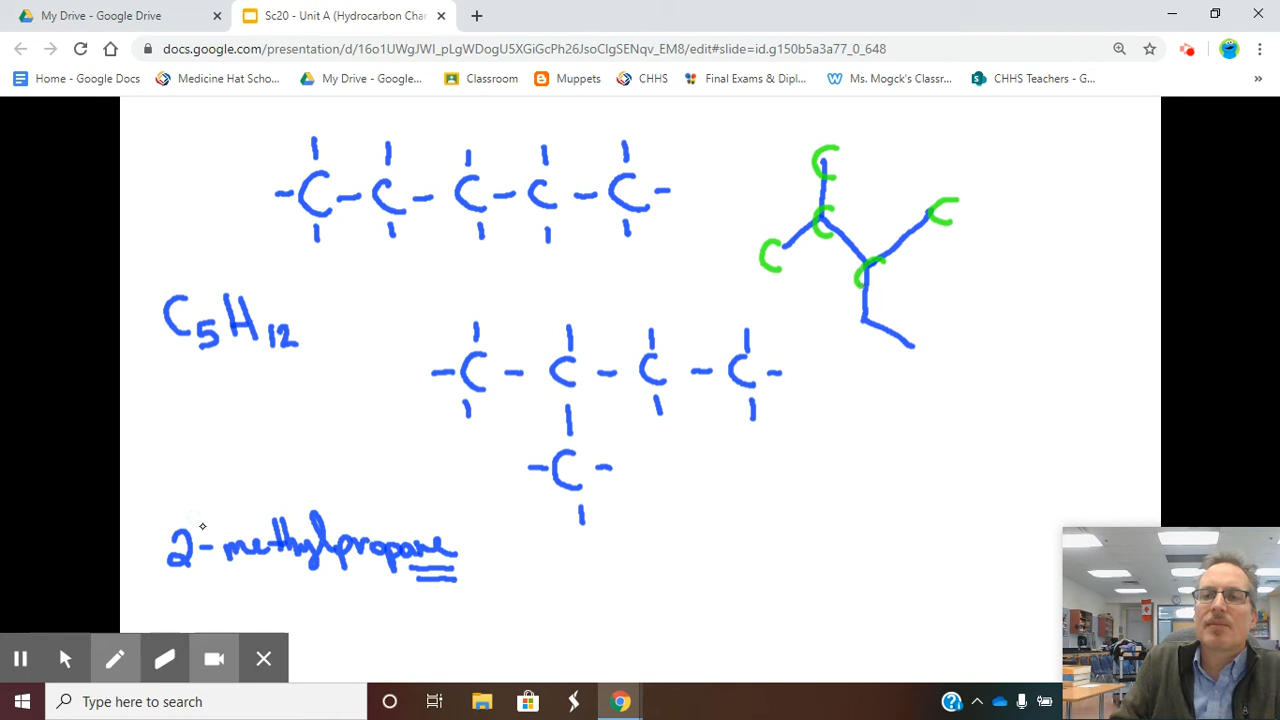 My Drive - Google Drive
Sc20 - Unit A (Hydrocarbon Cha
docs.google.com/presentation/d/16o1UWgJWI_pLgWDogU5XGiGcPh26JsoCIgSENqv_EM8/edit#slide=id.g150b5a3a77_0_648
Home - Google Docs
Medicine Hat Scho...
My Drive - Google...
Classroom
Muppets
CHHS
Final Exams & Dipl...
Ms. Mogck's Classr...
CHHS Teachers - G...
»
-C-C-C-C-C-
C
C
C
C
C
C5H12
-C-C-C-C-
-C-
2-methylpropane
Type here to search